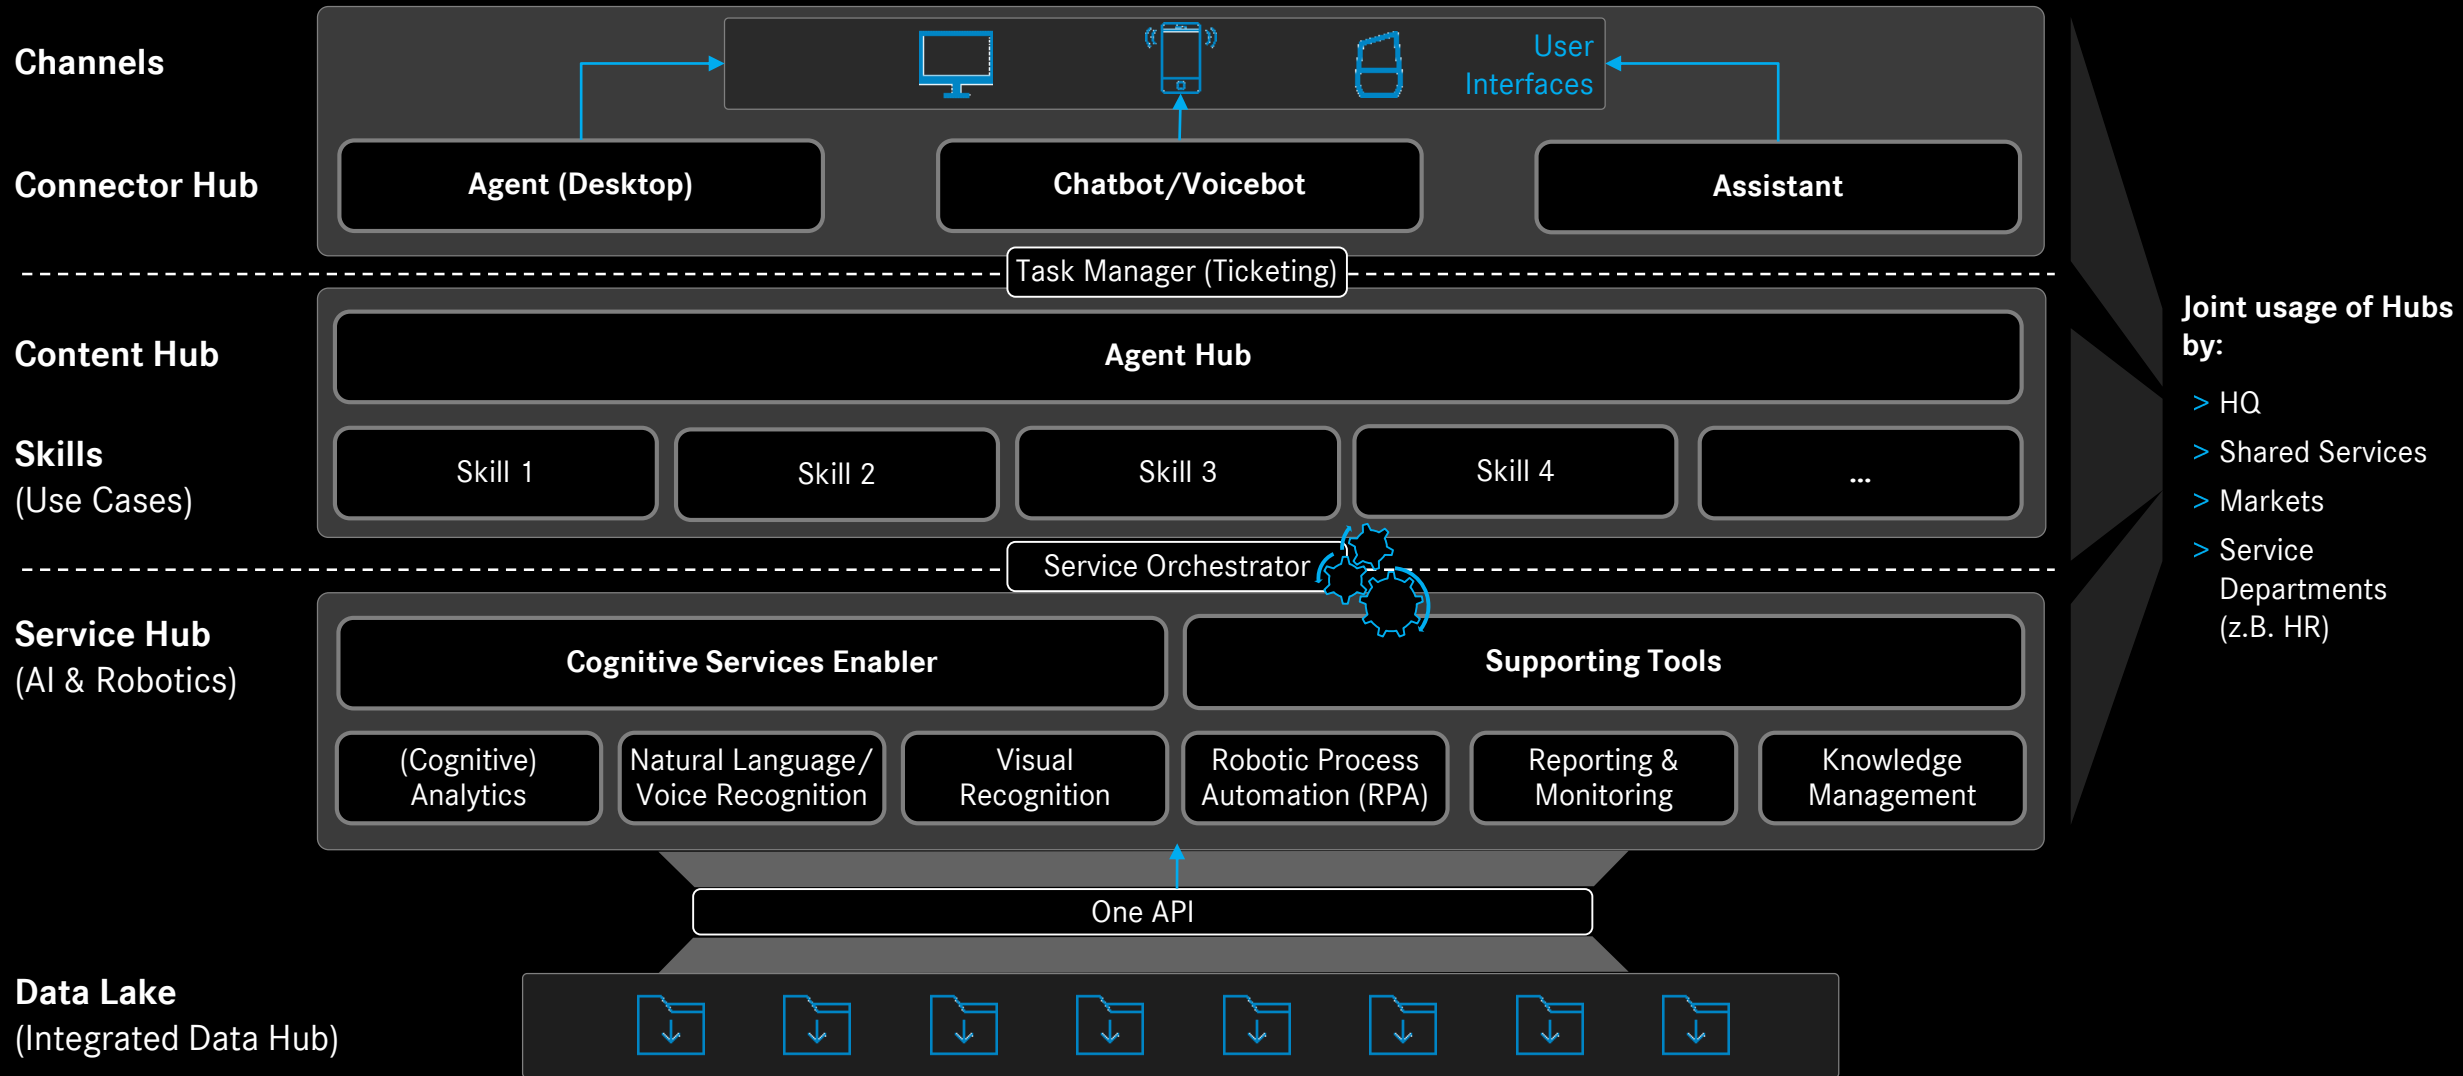 Channels
User
Interfaces
Connector Hub
Agent (Desktop)
Chatbot/Voicebot
Assistant
Task Manager (Ticketing)
Content Hub
Agent Hub
Skills
(Use Cases)
Skill 1
Skill 2
Skill 3
Skill 4
...
Service Orchestrator
Service Hub
(AI & Robotics)
Cognitive Services Enabler
Supporting Tools
(Cognitive)
Analytics
Natural Language/
Voice Recognition
Visual
Recognition
Robotic Process
Automation (RPA)
Reporting &
Monitoring
Knowledge
Management
One API
Data Lake
(Integrated Data Hub)
Joint usage of Hubs
by:
> HQ
> Shared Services
> Markets
> Service
Departments
(z.B. HR)